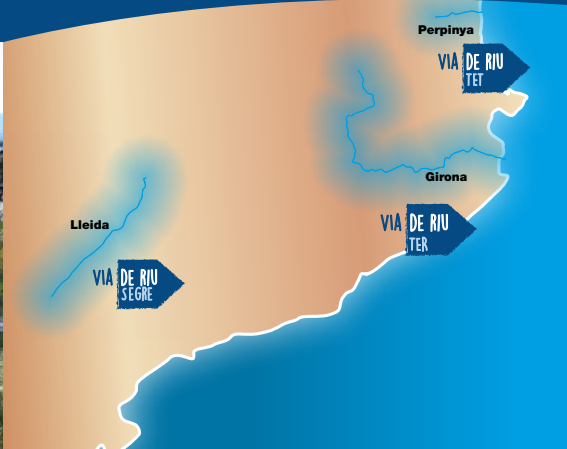 Perpinya
VIA DE RIU
TET
Girona
VIA DE RIU
TER
Lleida
VIA DE RIU
SEGRE